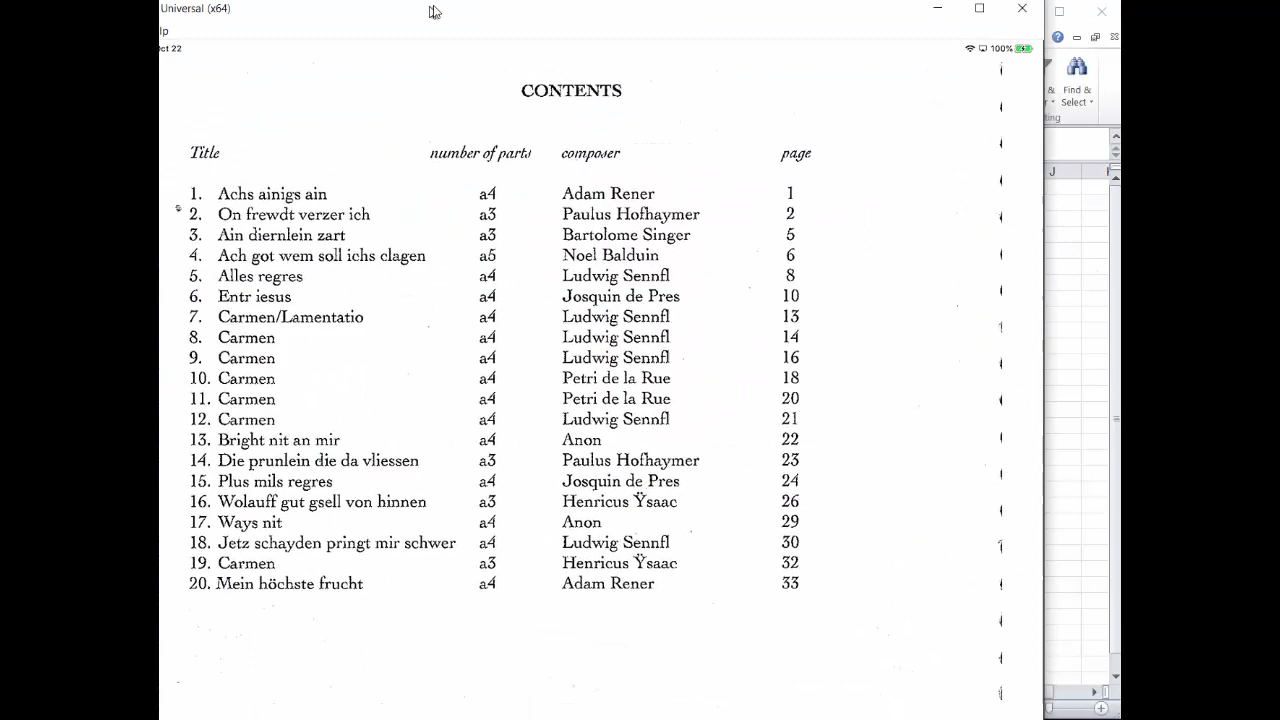 Universal (x64)
lp
ct 22
100%
CONTENTS
Title number of parts composer page
1. Achs ainigs ain a4 Adam Rener 1
2. On frewdt verzer ich a3 Paulus Hofhaymer 2
3. Ain diernlein zart a3 Bartolome Singer 5
4. Ach got wem soll ichs clagen a5 Noel Balduin 6
5. Alles regres a4 Ludwig Sennfl 8
6. Entr iesus a4 Josquin de Pres 10
7. Carmen/Lamentatio a4 Ludwig Sennfl 13
8. Carmen a4 Ludwig Sennfl 14
9. Carmen a4 Ludwig Sennfl 16
10. Carmen a4 Petri de la Rue 18
11. Carmen a4 Petri de la Rue 20
12. Carmen a4 Ludwig Sennfl 21
13. Bright nit an mir a4 Anon 22
14. Die prunlein die da vliessen a3 Paulus Hofhaymer 23
15. Plus mils regres a4 Josquin de Pres 24
16. Wolauff gut gsell von hinnen a3 Henricus Ÿsaac 26
17. Ways nit a4 Anon 29
18. Jetz schayden pringt mir schwer a4 Ludwig Sennfl 30
19. Carmen a3 Henricus Ÿsaac 32
20. Mein höchste frucht a4 Adam Rener 33
& Find &
Select
ting
J